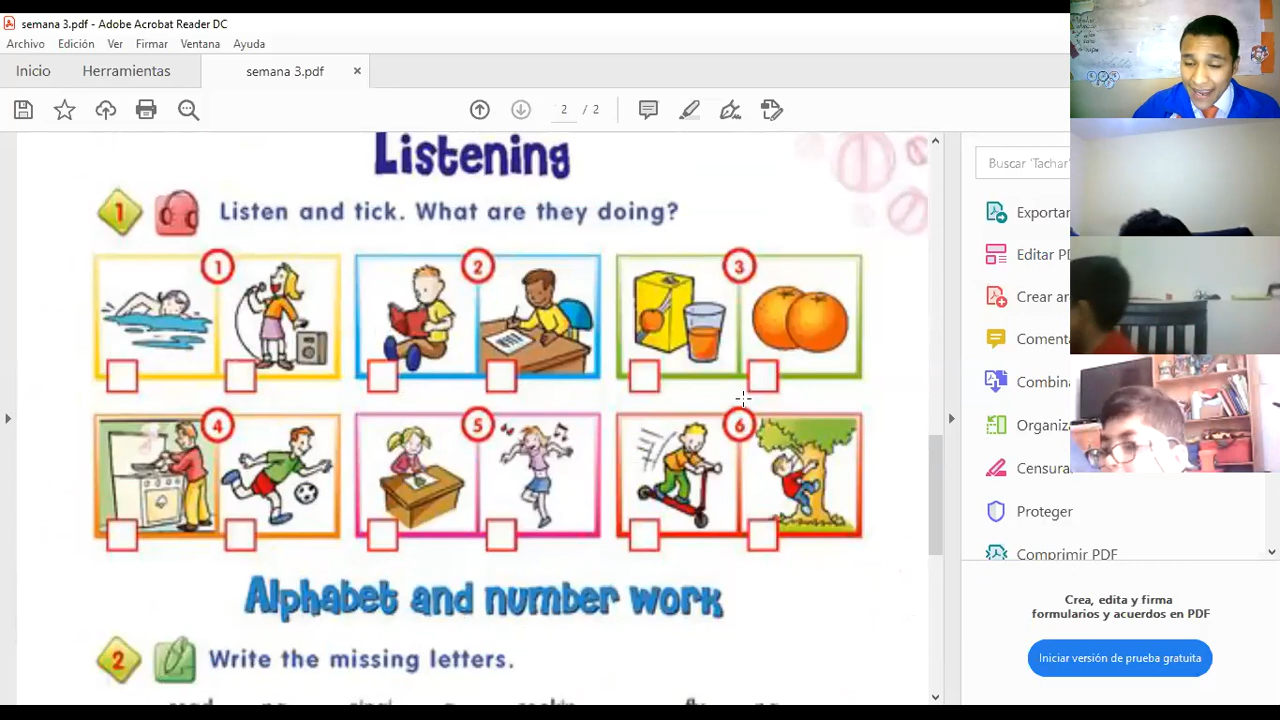 semana 3.pdf - Adobe Acrobat Reader DC
Archivo Edición Ver Firmar Ventana Ayuda
Inicio Herramientas semana 3.pdf ×
2 / 2
Listening
1 Listen and tick. What are they doing?
1 2 3
4 5 6
Alphabet and number work
2 Write the missing letters.
Buscar 'Tachar'
Exportar
Editar PD
Crear ar
Comenta
Combina
Organiz
Censura
Proteger
Comprimir PDF
Crea, edita y firma
formularios y acuerdos en PDF
Iniciar versión de prueba gratuita